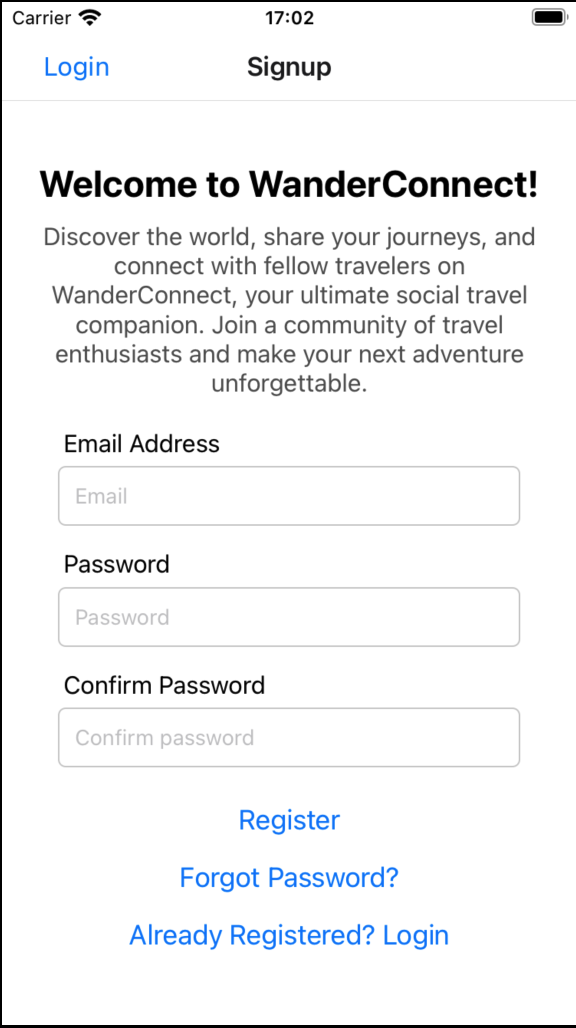 Carrier 17:02
Login Signup
Welcome to WanderConnect!
Discover the world, share your journeys, and
connect with fellow travelers on
WanderConnect, your ultimate social travel
companion. Join a community of travel
enthusiasts and make your next adventure
unforgettable.
Email Address
Email
Password
Password
Confirm Password
Confirm password
Register
Forgot Password?
Already Registered? Login